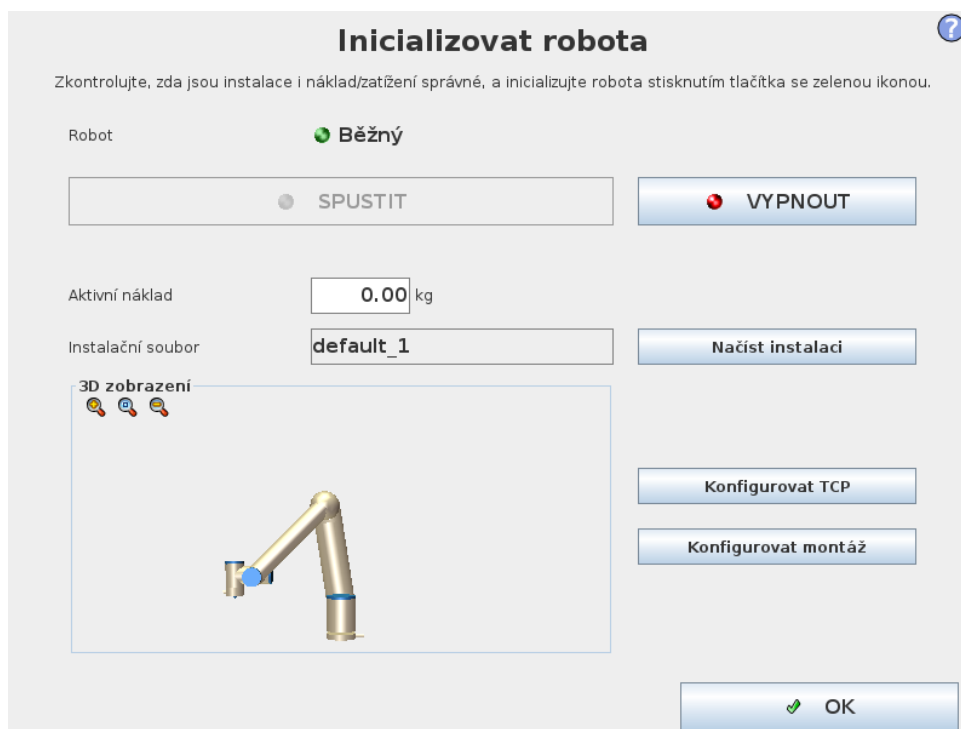 Inicializovat robota
?
Zkontrolujte, zda jsou instalace i náklad/zatížení správné, a inicializujte robota stisknutím tlačítka se zelenou ikonou.
Robot Běžný
SPUSTIT VYPNOUT
Aktivní náklad 0.00 kg
Instalační soubor default_1 Načíst instalaci
3D zobrazení
Konfigurovat TCP
Konfigurovat montáž
OK